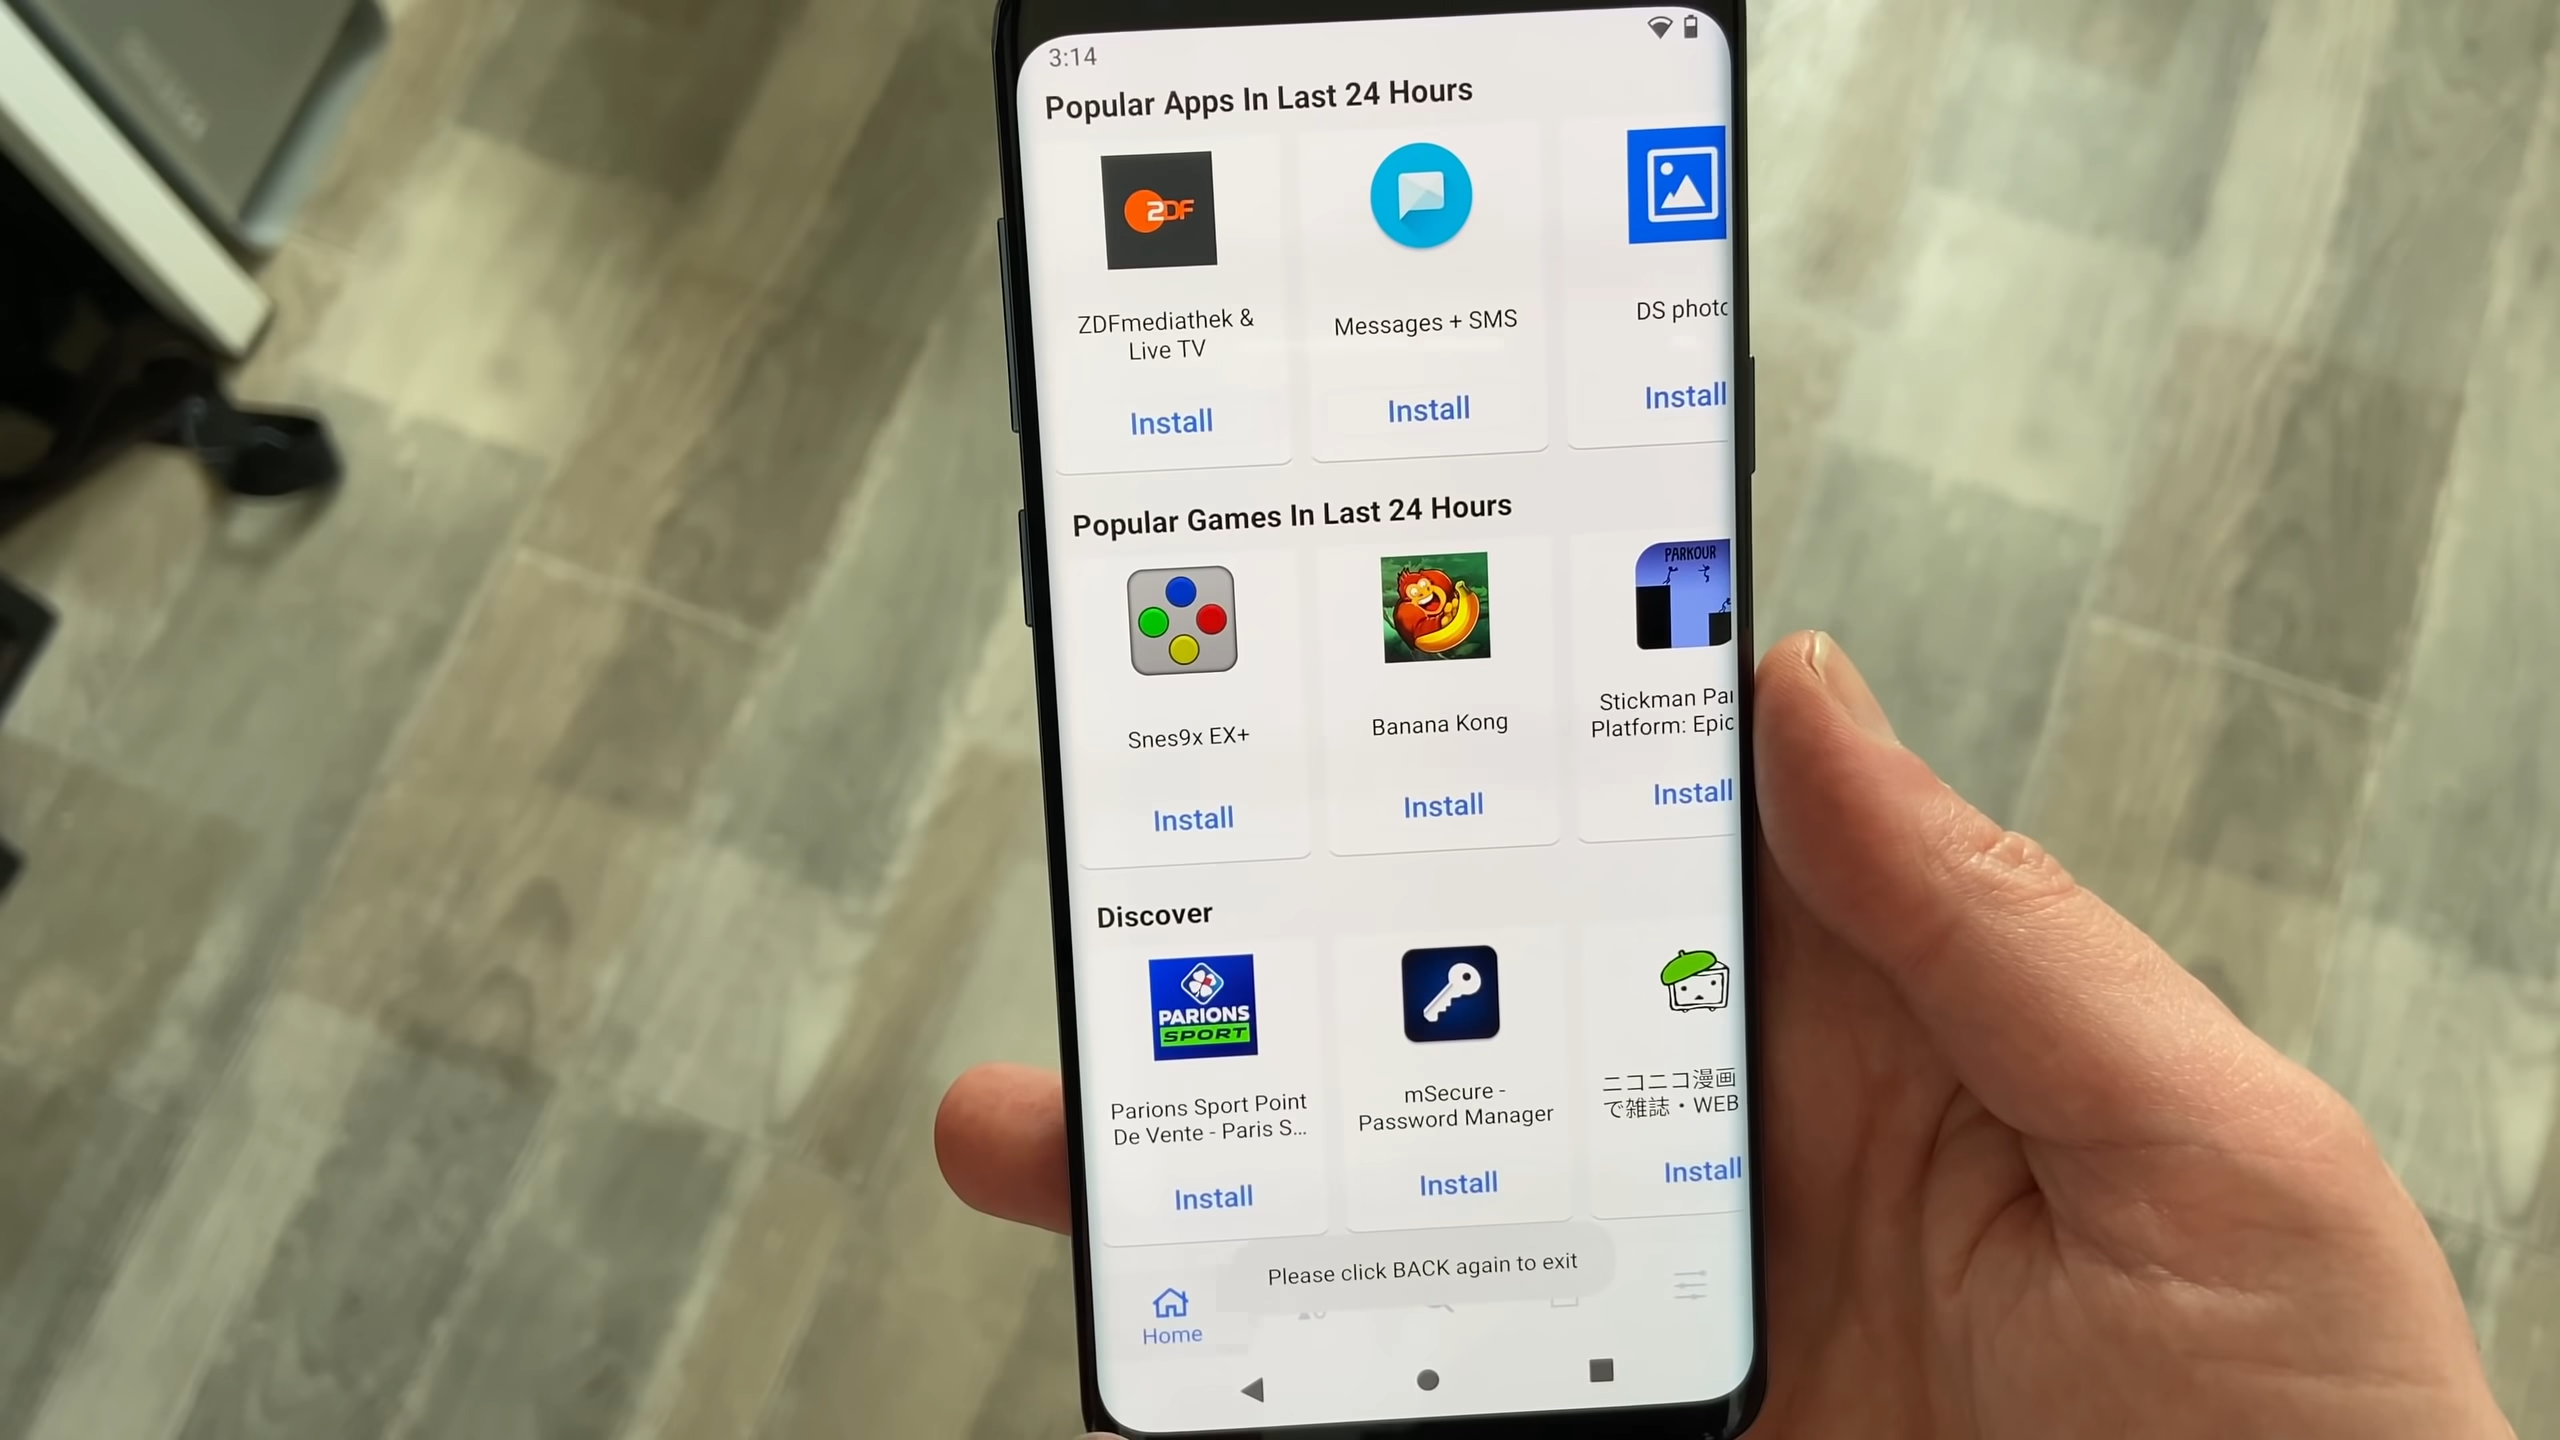 3:14
Popular Apps In Last 24 Hours
ZDF
ZDFmediathek &
Live TV
Install
Messages + SMS
Install
DS photo
Install
Popular Games In Last 24 Hours
Snes9x EX+
Install
Banana Kong
Install
PARKOUR
Stickman Par
Platform: Epic
Install
Discover
PARIONS
SPORT
Parions Sport Point
De Vente - Paris S...
Install
mSecure -
Password Manager
Install
ニコニコ漫画
で雑誌・WEB
Install
Please click BACK again to exit
Home